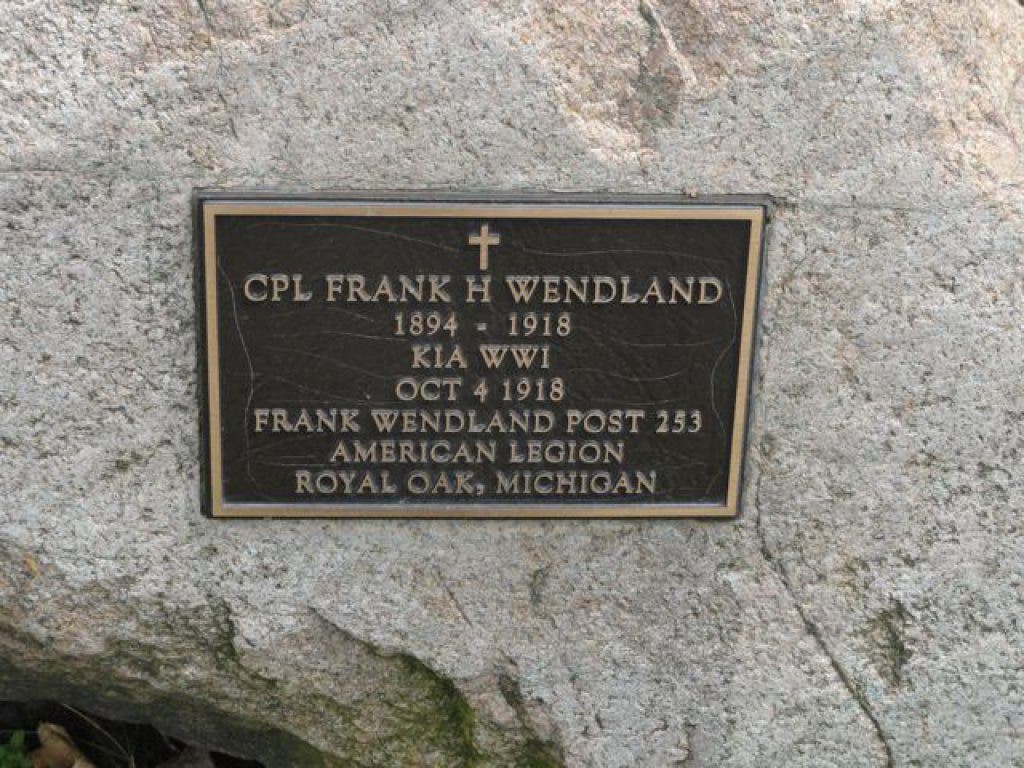 CPL FRANK H WENDLAND
1894 - 1918
KIA WWI
OCT 4 1918
FRANK WENDLAND POST 253
AMERICAN LEGION
ROYAL OAK, MICHIGAN